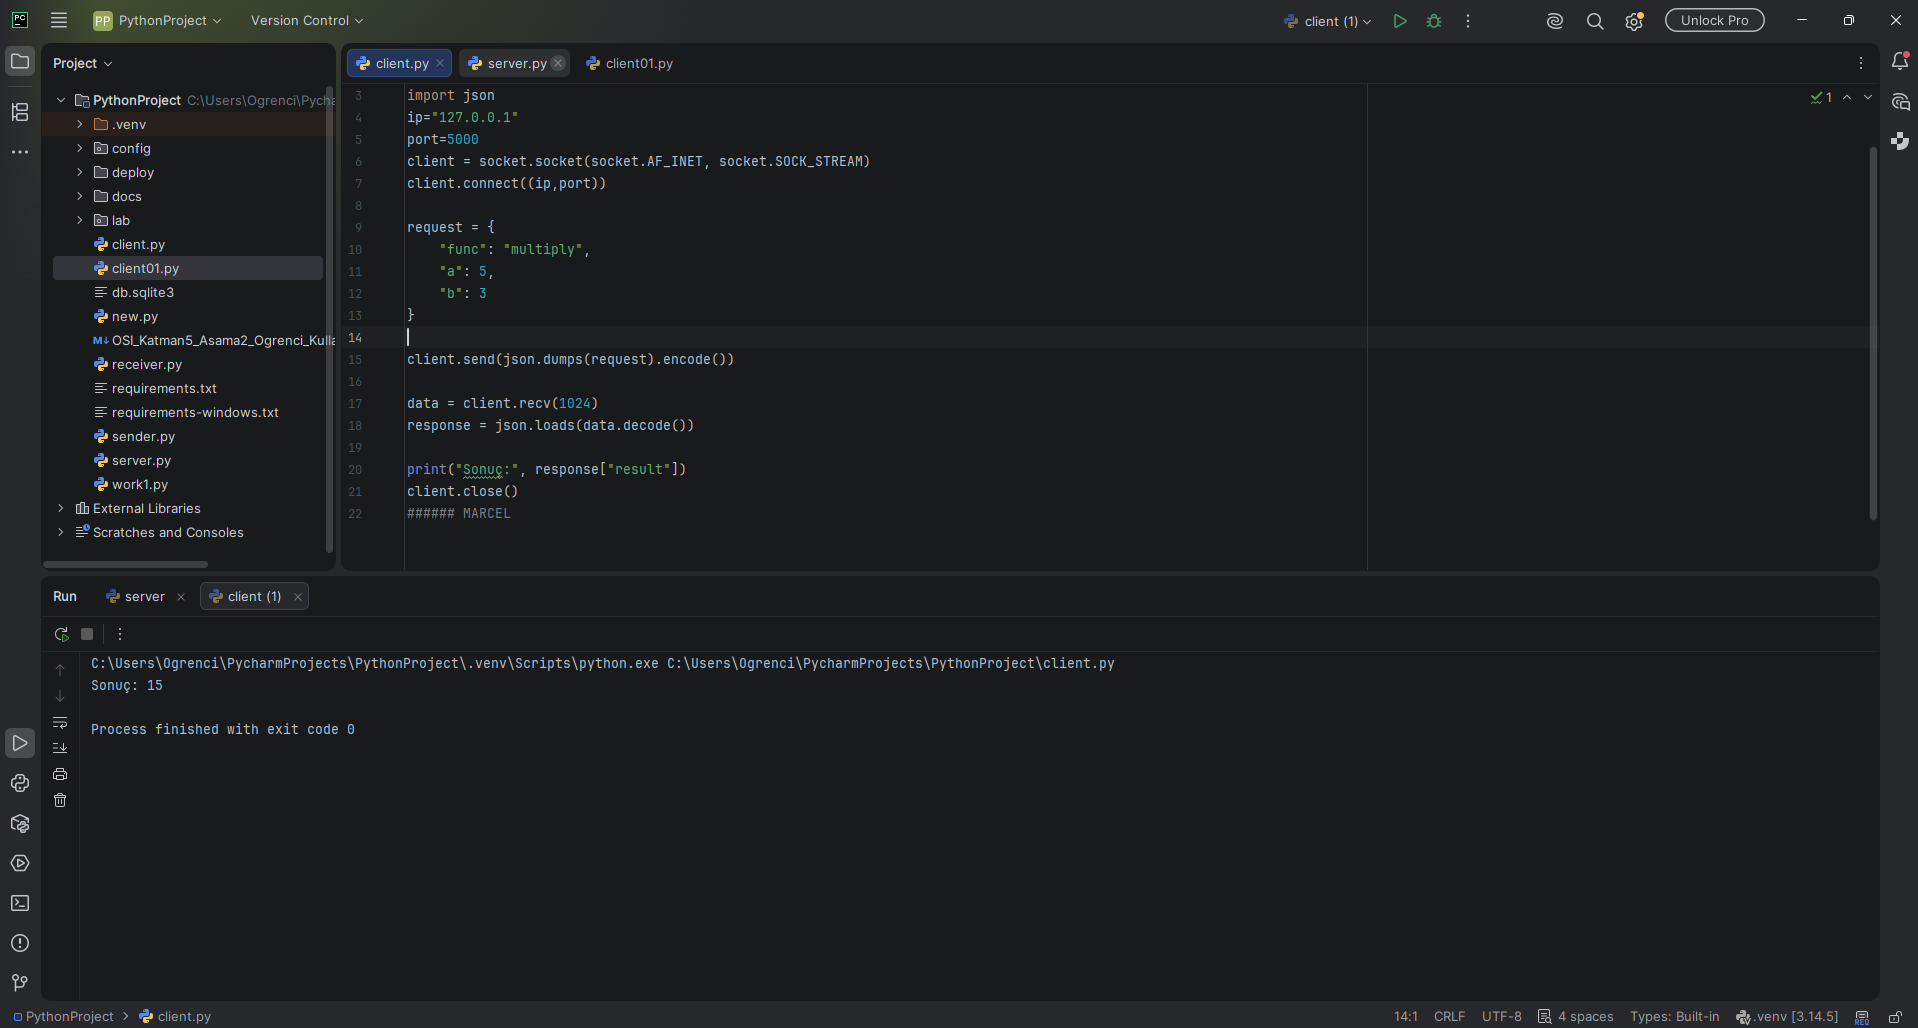 PC
PP PythonProject
Version Control
client (1)
Unlock Pro
Project
PythonProject C:\Users\Ogrenci\Pycha
.venv
config
deploy
docs
lab
client.py
client01.py
db.sqlite3
new.py
M↓ OSI_Katman5_Asama2_Ogrenci_Kulla
receiver.py
requirements.txt
requirements-windows.txt
sender.py
server.py
work1.py
External Libraries
Scratches and Consoles
client.py
server.py
client01.py
1
3 import json
4 ip="127.0.0.1"
5 port=5000
6 client = socket.socket(socket.AF_INET, socket.SOCK_STREAM)
7 client.connect((ip,port))
8
9 request = {
10 "func": "multiply",
11 "a": 5,
12 "b": 3
13 }
14
15 client.send(json.dumps(request).encode())
16
17 data = client.recv(1024)
18 response = json.loads(data.decode())
19
20 print("Sonuç:", response["result"])
21 client.close()
22 ###### MARCEL
Run
server
client (1)
C:\Users\Ogrenci\PycharmProjects\PythonProject\.venv\Scripts\python.exe C:\Users\Ogrenci\PycharmProjects\PythonProject\client.py
Sonuç: 15
Process finished with exit code 0
PythonProject > client.py
14:1 CRLF UTF-8 4 spaces Types: Built-in .venv [3.14.5] REQ